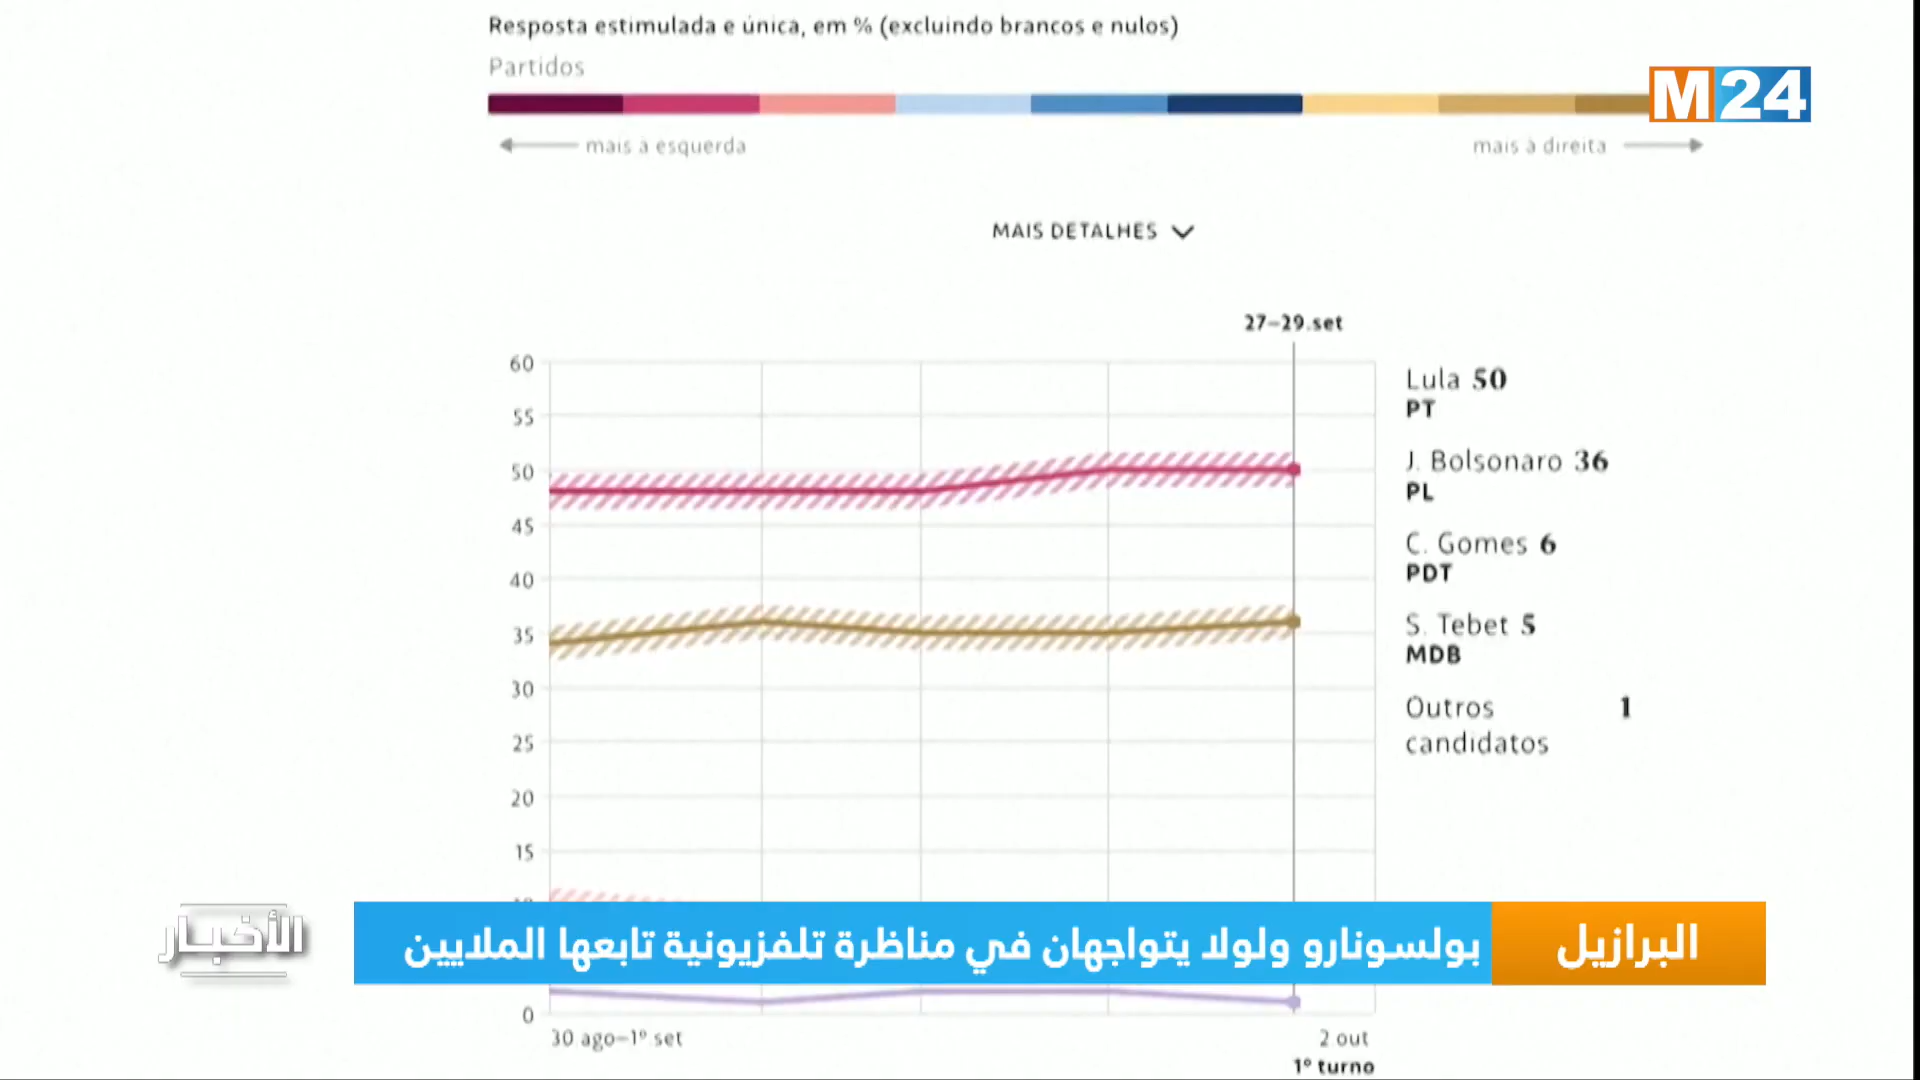 Resposta estimulada e única, em % (excluindo brancos e nulos)
Partidos
M24
mais à esquerda
mais à direita
MAIS DETALHES
27–29.set
60
55
50
45
40
35
30
25
20
15
0
Lula 50
PT
J. Bolsonaro 36
PL
C. Gomes 6
PDT
S. Tebet 5
MDB
Outros 1
candidatos
البرازيل
بولسونارو ولولا يتواجهان في مناظرة تلفزيونية تابعها الملايين
الأخبار
30 ago–1º set
2 out
1º turno